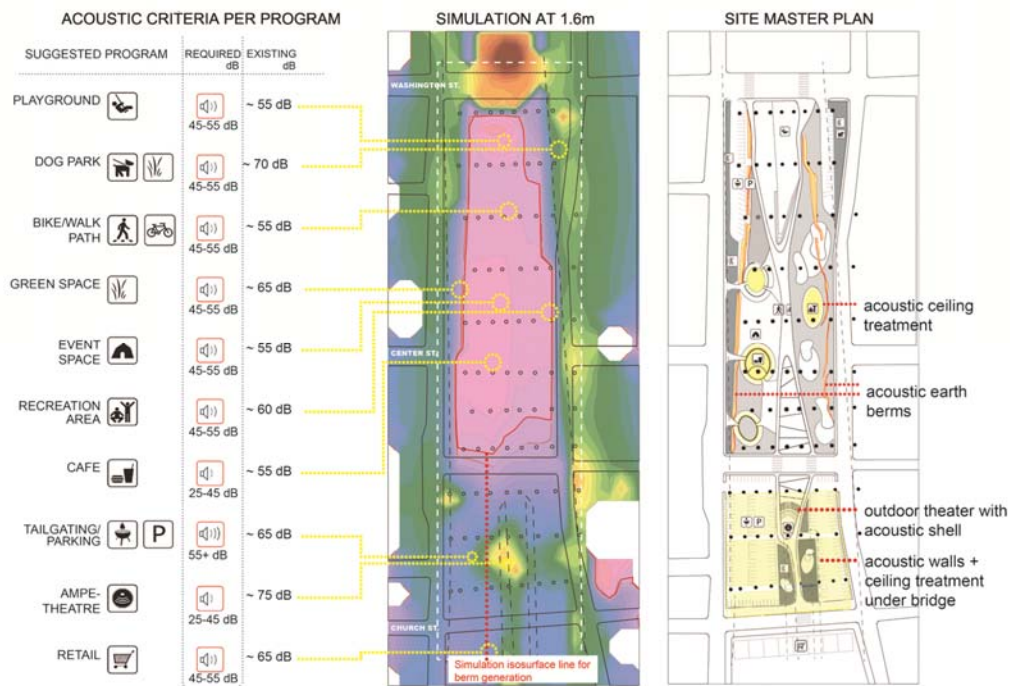 ACOUSTIC CRITERIA PER PROGRAM
SUGGESTED PROGRAM
REQUIRED
dB
EXISTING
dB
PLAYGROUND
45-55 dB
~ 55 dB
DOG PARK
45-55 dB
~ 70 dB
BIKE/WALK
PATH
45-55 dB
~ 55 dB
GREEN SPACE
45-55 dB
~ 65 dB
EVENT
SPACE
45-55 dB
~ 55 dB
RECREATION
AREA
45-55 dB
~ 60 dB
CAFE
25-45 dB
~ 55 dB
TAILGATING/
PARKING
P
55+ dB
~ 65 dB
AMPE-
THEATRE
25-45 dB
~ 75 dB
RETAIL
45-55 dB
~ 65 dB
SIMULATION AT 1.6m
WASHINGTON ST.
CENTER ST.
CHURCH ST.
Simulation isosurface line for
berm generation
SITE MASTER PLAN
P
acoustic ceiling
treatment
acoustic earth
berms
outdoor theater with
acoustic shell
P
acoustic walls +
ceiling treatment
under bridge